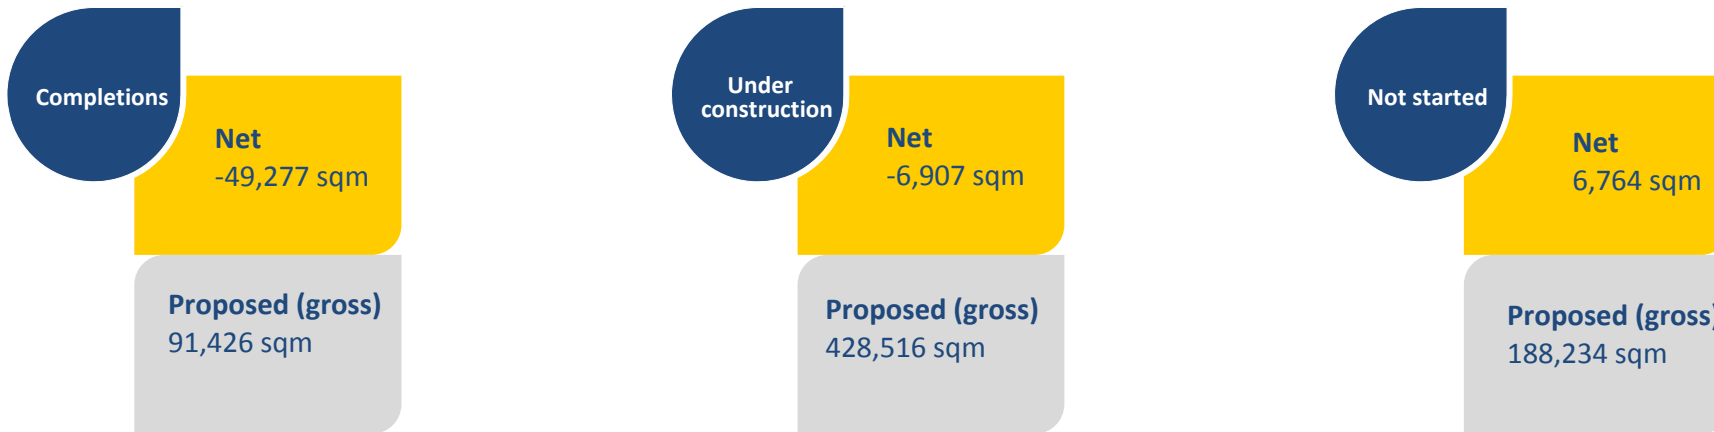 Completions
Net
-49,277 sqm
Proposed (gross)
91,426 sqm
Under
construction
Net
-6,907 sqm
Proposed (gross)
428,516 sqm
Not started
Net
6,764 sqm
Proposed (gross)
188,234 sqm